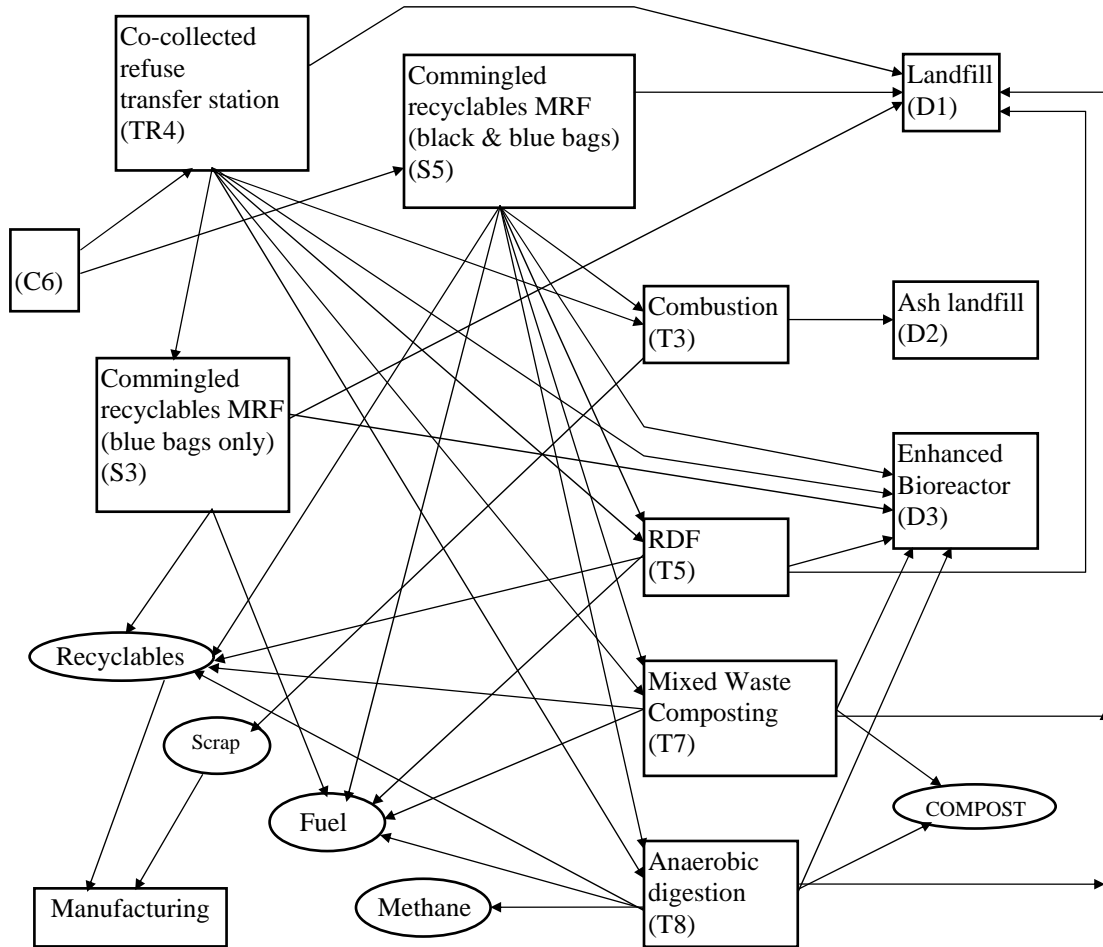 Co-collected
refuse
transfer station
(TR4)
Commingled
recyclables MRF
(black & blue bags)
(S5)
Landfill
(D1)
(C6)
Combustion
(T3)
Ash landfill
(D2)
Commingled
recyclables MRF
(blue bags only)
(S3)
Enhanced
Bioreactor
(D3)
RDF
(T5)
Recyclables
Mixed Waste
Composting
(T7)
Scrap
Fuel
COMPOST
Anaerobic
digestion
(T8)
Manufacturing
Methane